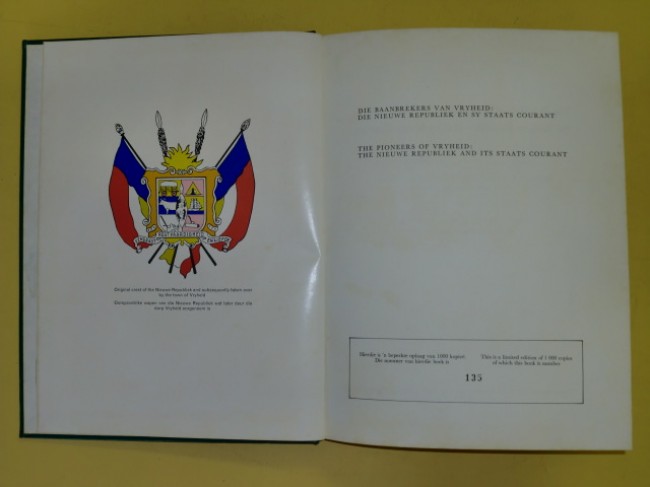 Original crest of the Nieuwe Republiek and subsequently taken over
by the town of Vryheid
Oorspronklike wapen van die Nieuwe Republiek wat later deur die
dorp Vryheid oorgeneem is
DIE BAANBREKERS VAN VRYHEID:
DIE NIEUWE REPUBLIEK EN SY STAATS COURANT
THE PIONEERS OF VRYHEID:
THE NIEUWE REPUBLIEK AND ITS STAATS COURANT
Hierdie is 'n beperkte oplaag van 1000 kopieë
Die nommer van hierdie boek is
This is a limited edition of 1 000 copies
of which this book is number
135